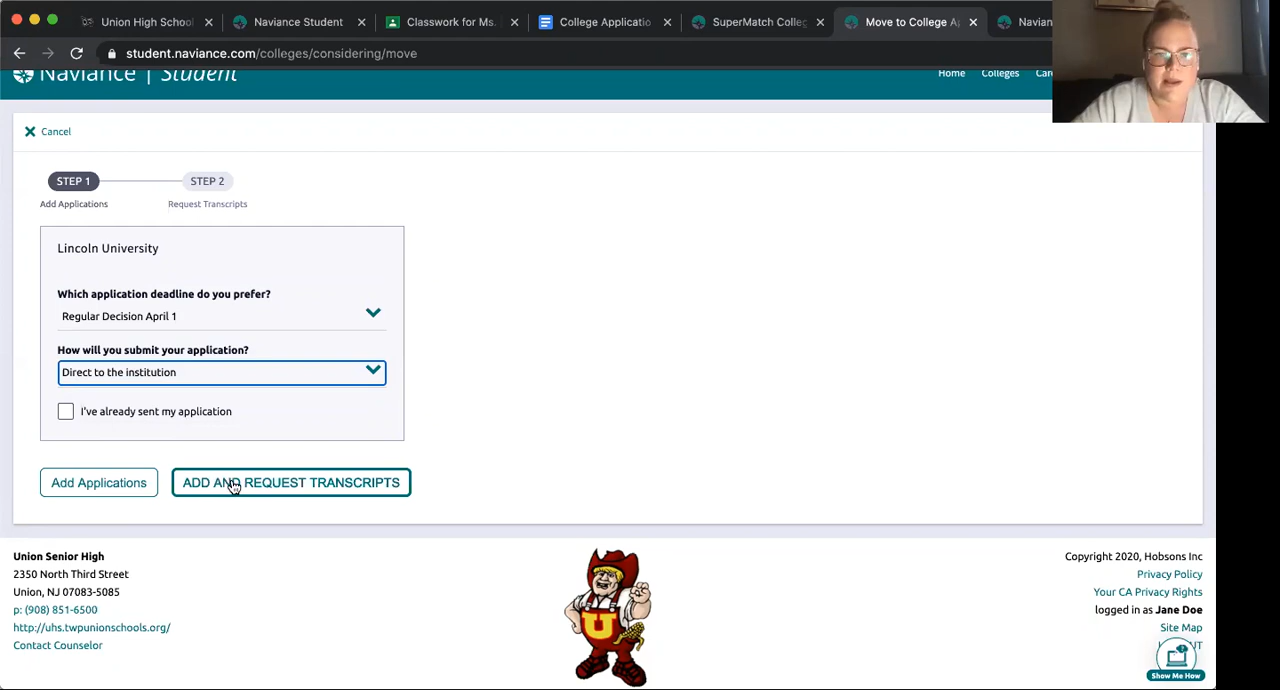 Union High School
Naviance Student
Classwork for Ms.
College Applicatio
SuperMatch Colleg
Move to College Ap
Navian
student.naviance.com/colleges/considering/move
Naviance | Student
Home
Colleges
Car
Cancel
STEP 1
STEP 2
Add Applications
Request Transcripts
Lincoln University
Which application deadline do you prefer?
Regular Decision April 1
How will you submit your application?
Direct to the institution
I've already sent my application
Add Applications
ADD AND REQUEST TRANSCRIPTS
Union Senior High
2350 North Third Street
Union, NJ 07083-5085
p: (908) 851-6500
http://uhs.twpunionschools.org/
Contact Counselor
U
Copyright 2020, Hobsons Inc
Privacy Policy
Your CA Privacy Rights
logged in as Jane Doe
Site Map
UT
Show Me How